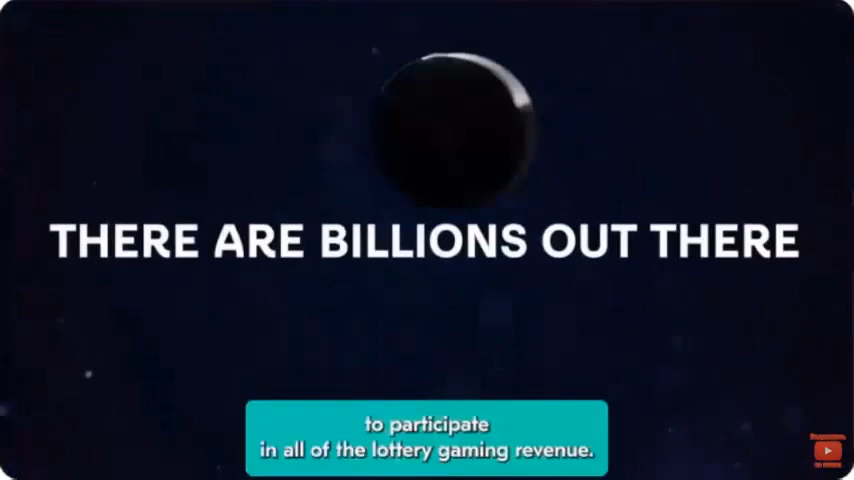 THERE ARE BILLIONS OUT THERE
to participate
in all of the lottery gaming revenue.